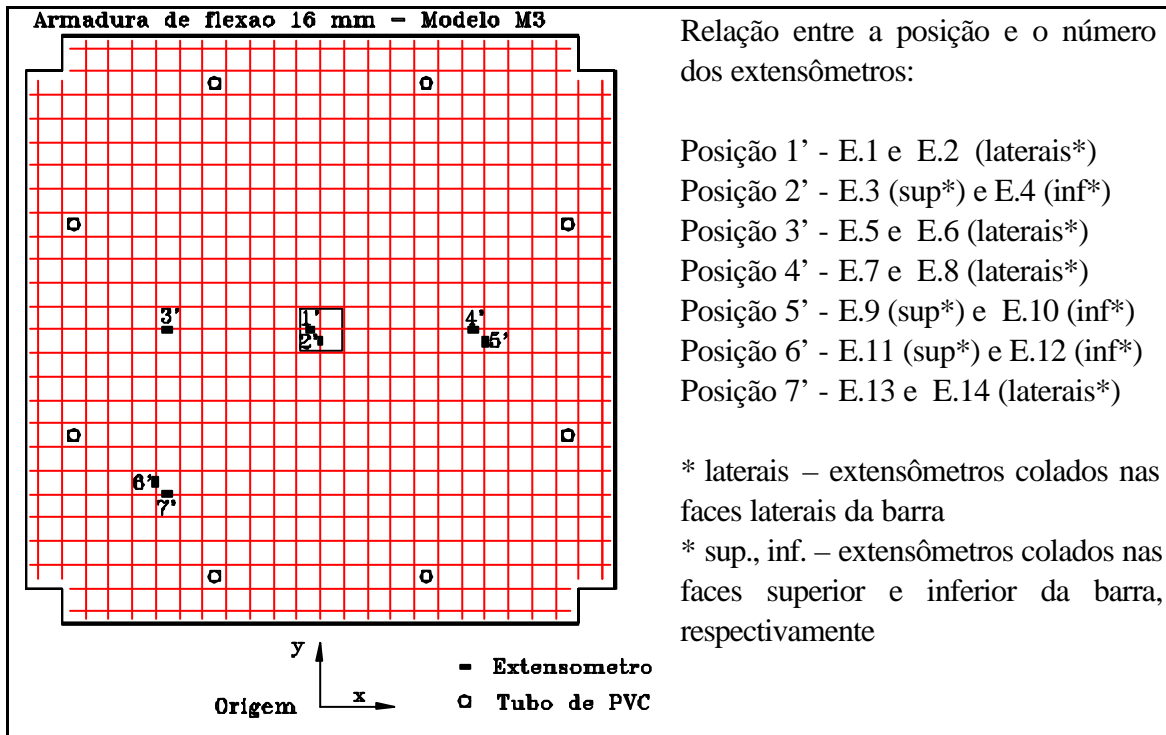 Armadura de flexao 16 mm – Modelo M3
3'
1'
2'
4'
5'
6'
7'
y
x
Origem
Extensometro
Tubo de PVC
Relação entre a posição e o número
dos extensômetros:
Posição 1’ - E.1 e E.2 (laterais*)
Posição 2’ - E.3 (sup*) e E.4 (inf*)
Posição 3’ - E.5 e E.6 (laterais*)
Posição 4’ - E.7 e E.8 (laterais*)
Posição 5’ - E.9 (sup*) e E.10 (inf*)
Posição 6’ - E.11 (sup*) e E.12 (inf*)
Posição 7’ - E.13 e E.14 (laterais*)
* laterais – extensômetros colados nas
faces laterais da barra
* sup., inf. – extensômetros colados nas
faces superior e inferior da barra,
respectivamente